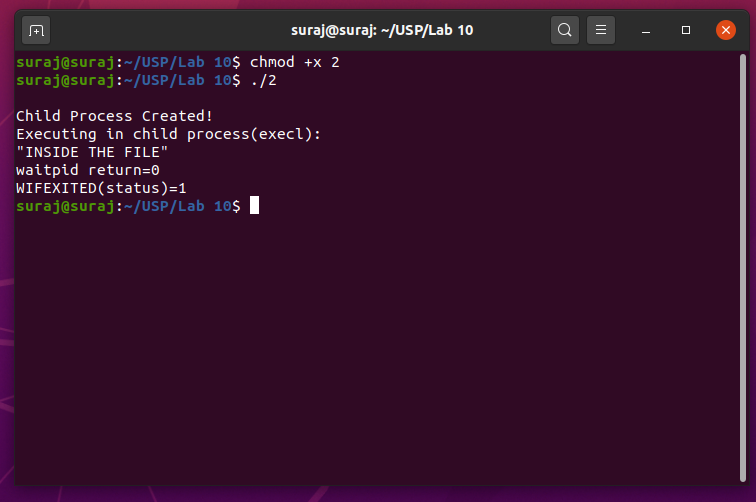 suraj@suraj: ~/USP/Lab 10
suraj@suraj:~/USP/Lab 10$ chmod +x 2
suraj@suraj:~/USP/Lab 10$ ./2
Child Process Created!
Executing in child process(execl):
"INSIDE THE FILE"
waitpid return=0
WIFEXITED(status)=1
suraj@suraj:~/USP/Lab 10$